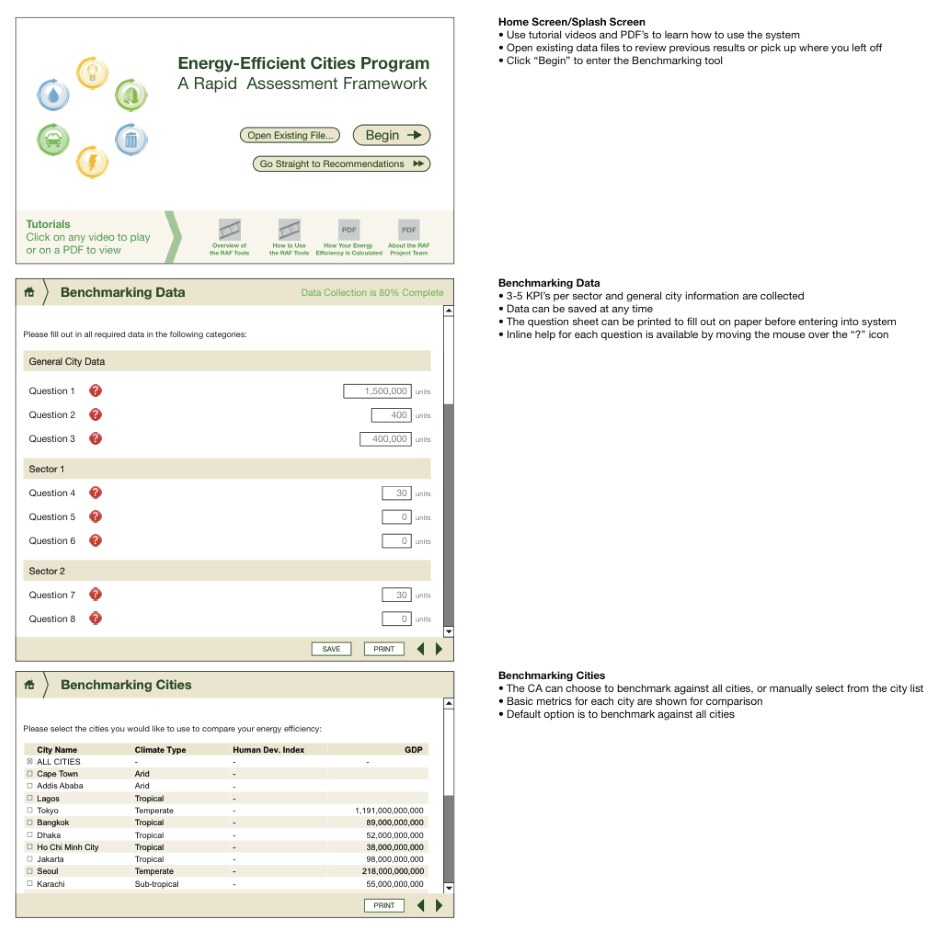 Energy-Efficient Cities Program
A Rapid Assessment Framework
Open Existing File...
Begin
Go Straight to Recommendations
Tutorials
Click on any video to play
or on a PDF to view
Overview of
the RAF Tools
How to Use
the RAF Tools
PDF
How Your Energy
Efficiency is Calculated
PDF
About the RAF
Project Team
Home Screen/Splash Screen
• Use tutorial videos and PDF's to learn how to use the system
• Open existing data files to review previous results or pick up where you left off
• Click “Begin” to enter the Benchmarking tool
Benchmarking Data
Data Collection is 80% Complete
Please fill out in all required data in the following categories:
General City Data
Question 1 ? 1,500,000 units
Question 2 ? 400 units
Question 3 ? 400,000 units
Sector 1
Question 4 ? 30 units
Question 5 ? 0 units
Question 6 ? 0 units
Sector 2
Question 7 ? 30 units
Question 8 ? 0 units
SAVE PRINT
Benchmarking Data
• 3-5 KPI's per sector and general city information are collected
• Data can be saved at any time
• The question sheet can be printed to fill out on paper before entering into system
• Inline help for each question is available by moving the mouse over the “?” icon
Benchmarking Cities
Please select the cities you would like to use to compare your energy efficiency:
City Name Climate Type Human Dev. Index GDP
ALL CITIES - - -
Cape Town Arid -
Addis Ababa Arid -
Lagos Tropical -
Tokyo Temperate - 1,191,000,000,000
Bangkok Tropical - 89,000,000,000
Dhaka Tropical - 52,000,000,000
Ho Chi Minh City Tropical - 38,000,000,000
Jakarta Tropical - 98,000,000,000
Seoul Temperate - 218,000,000,000
Karachi Sub-tropical - 55,000,000,000
PRINT
Benchmarking Cities
• The CA can choose to benchmark against all cities, or manually select from the city list
• Basic metrics for each city are shown for comparison
• Default option is to benchmark against all cities